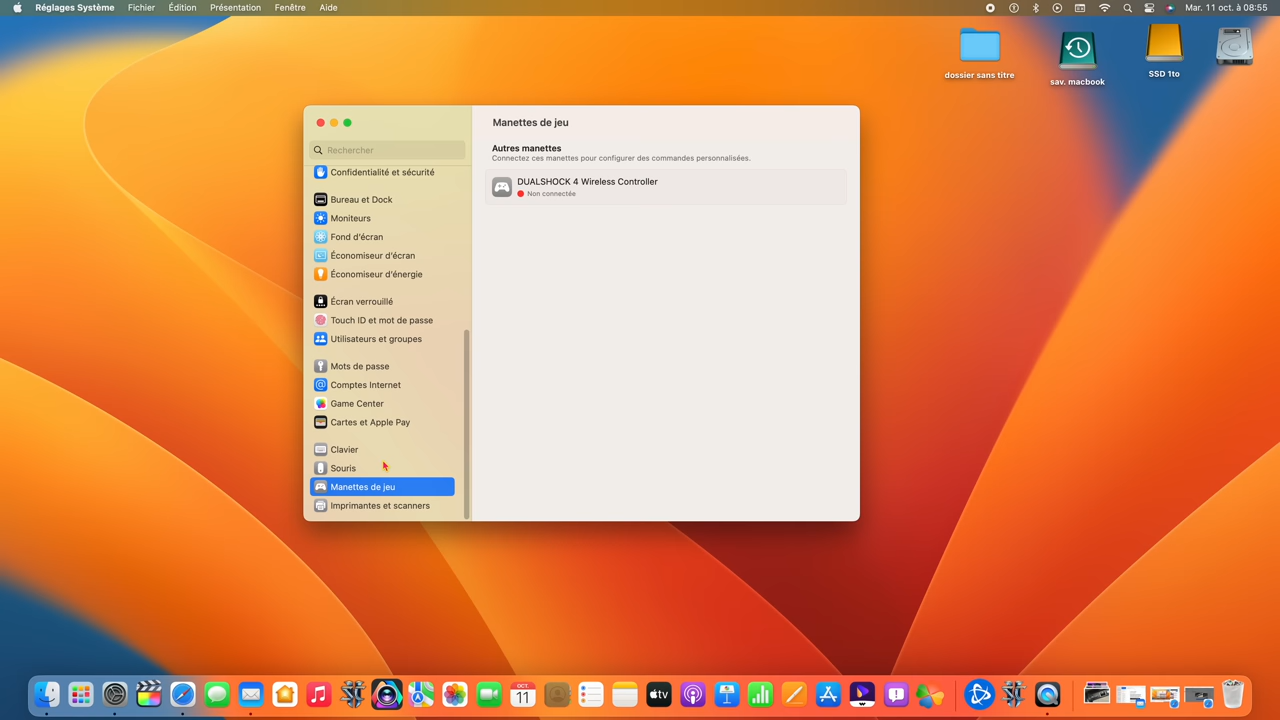 Réglages Système Fichier Édition Présentation Fenêtre Aide Mar. 11 oct. à 08:55
dossier sans titre
sav. macbook
SSD 1to
Manettes de jeu
Rechercher
Autres manettes
Connectez ces manettes pour configurer des commandes personnalisées.
DUALSHOCK 4 Wireless Controller
Non connectée
Confidentialité et sécurité
Bureau et Dock
Moniteurs
Fond d'écran
Économiseur d'écran
Économiseur d'énergie
Écran verrouillé
Touch ID et mot de passe
Utilisateurs et groupes
Mots de passe
Comptes Internet
Game Center
Cartes et Apple Pay
Clavier
Souris
Manettes de jeu
Imprimantes et scanners
OCT.
11
tv